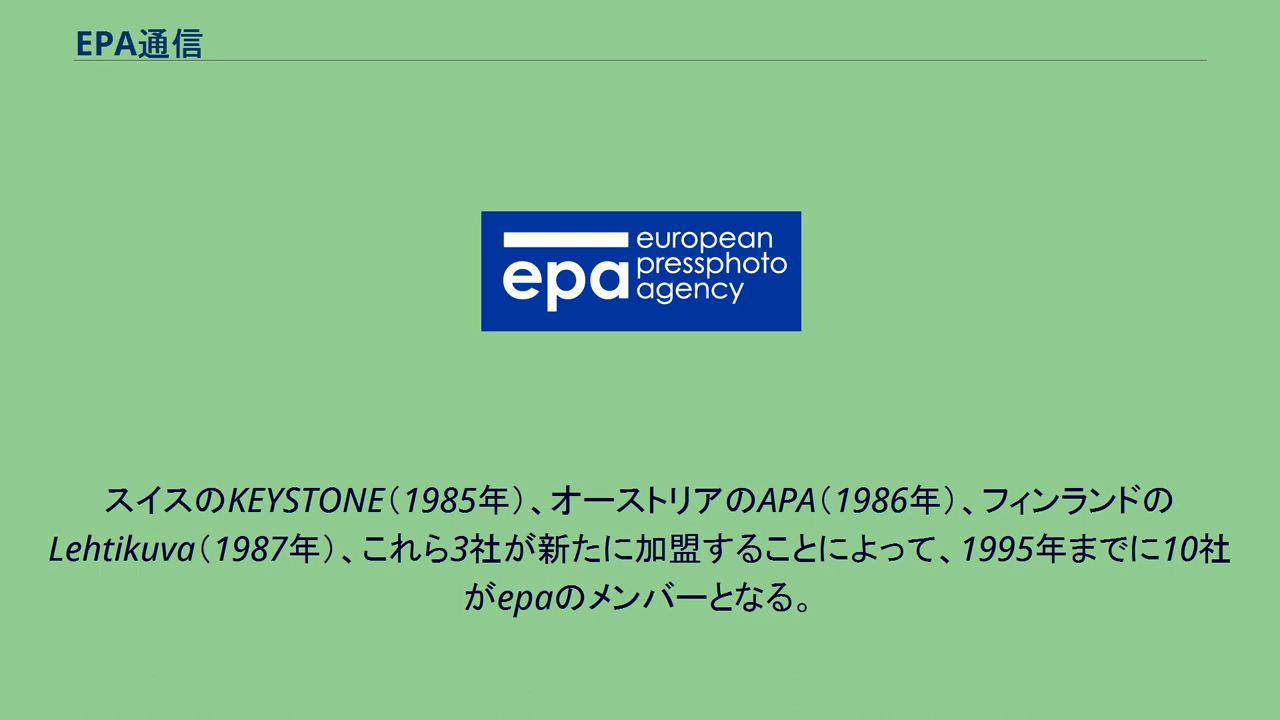 EPA通信
epa
european
pressphoto
agency
スイスのKEYSTONE（1985年）、オーストリアのAPA（1986年）、フィンランドの
Lehtikuva（1987年）、これら3社が新たに加盟することによって、1995年までに10社
がepaのメンバーとなる。